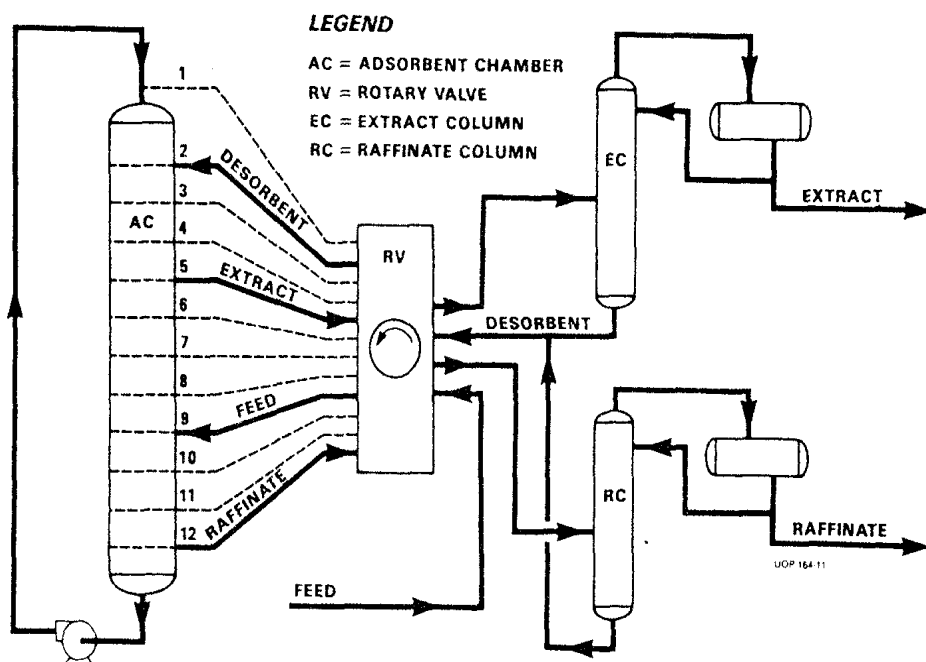 LEGEND
AC = ADSORBENT CHAMBER
RV = ROTARY VALVE
EC = EXTRACT COLUMN
RC = RAFFINATE COLUMN
1
2
DESORBENT
3
AC
4
5
EXTRACT
6
7
8
FEED
9
10
11
RAFFINATE
12
RV
DESORBENT
FEED
EC
EXTRACT
RC
RAFFINATE
UOP 164-11